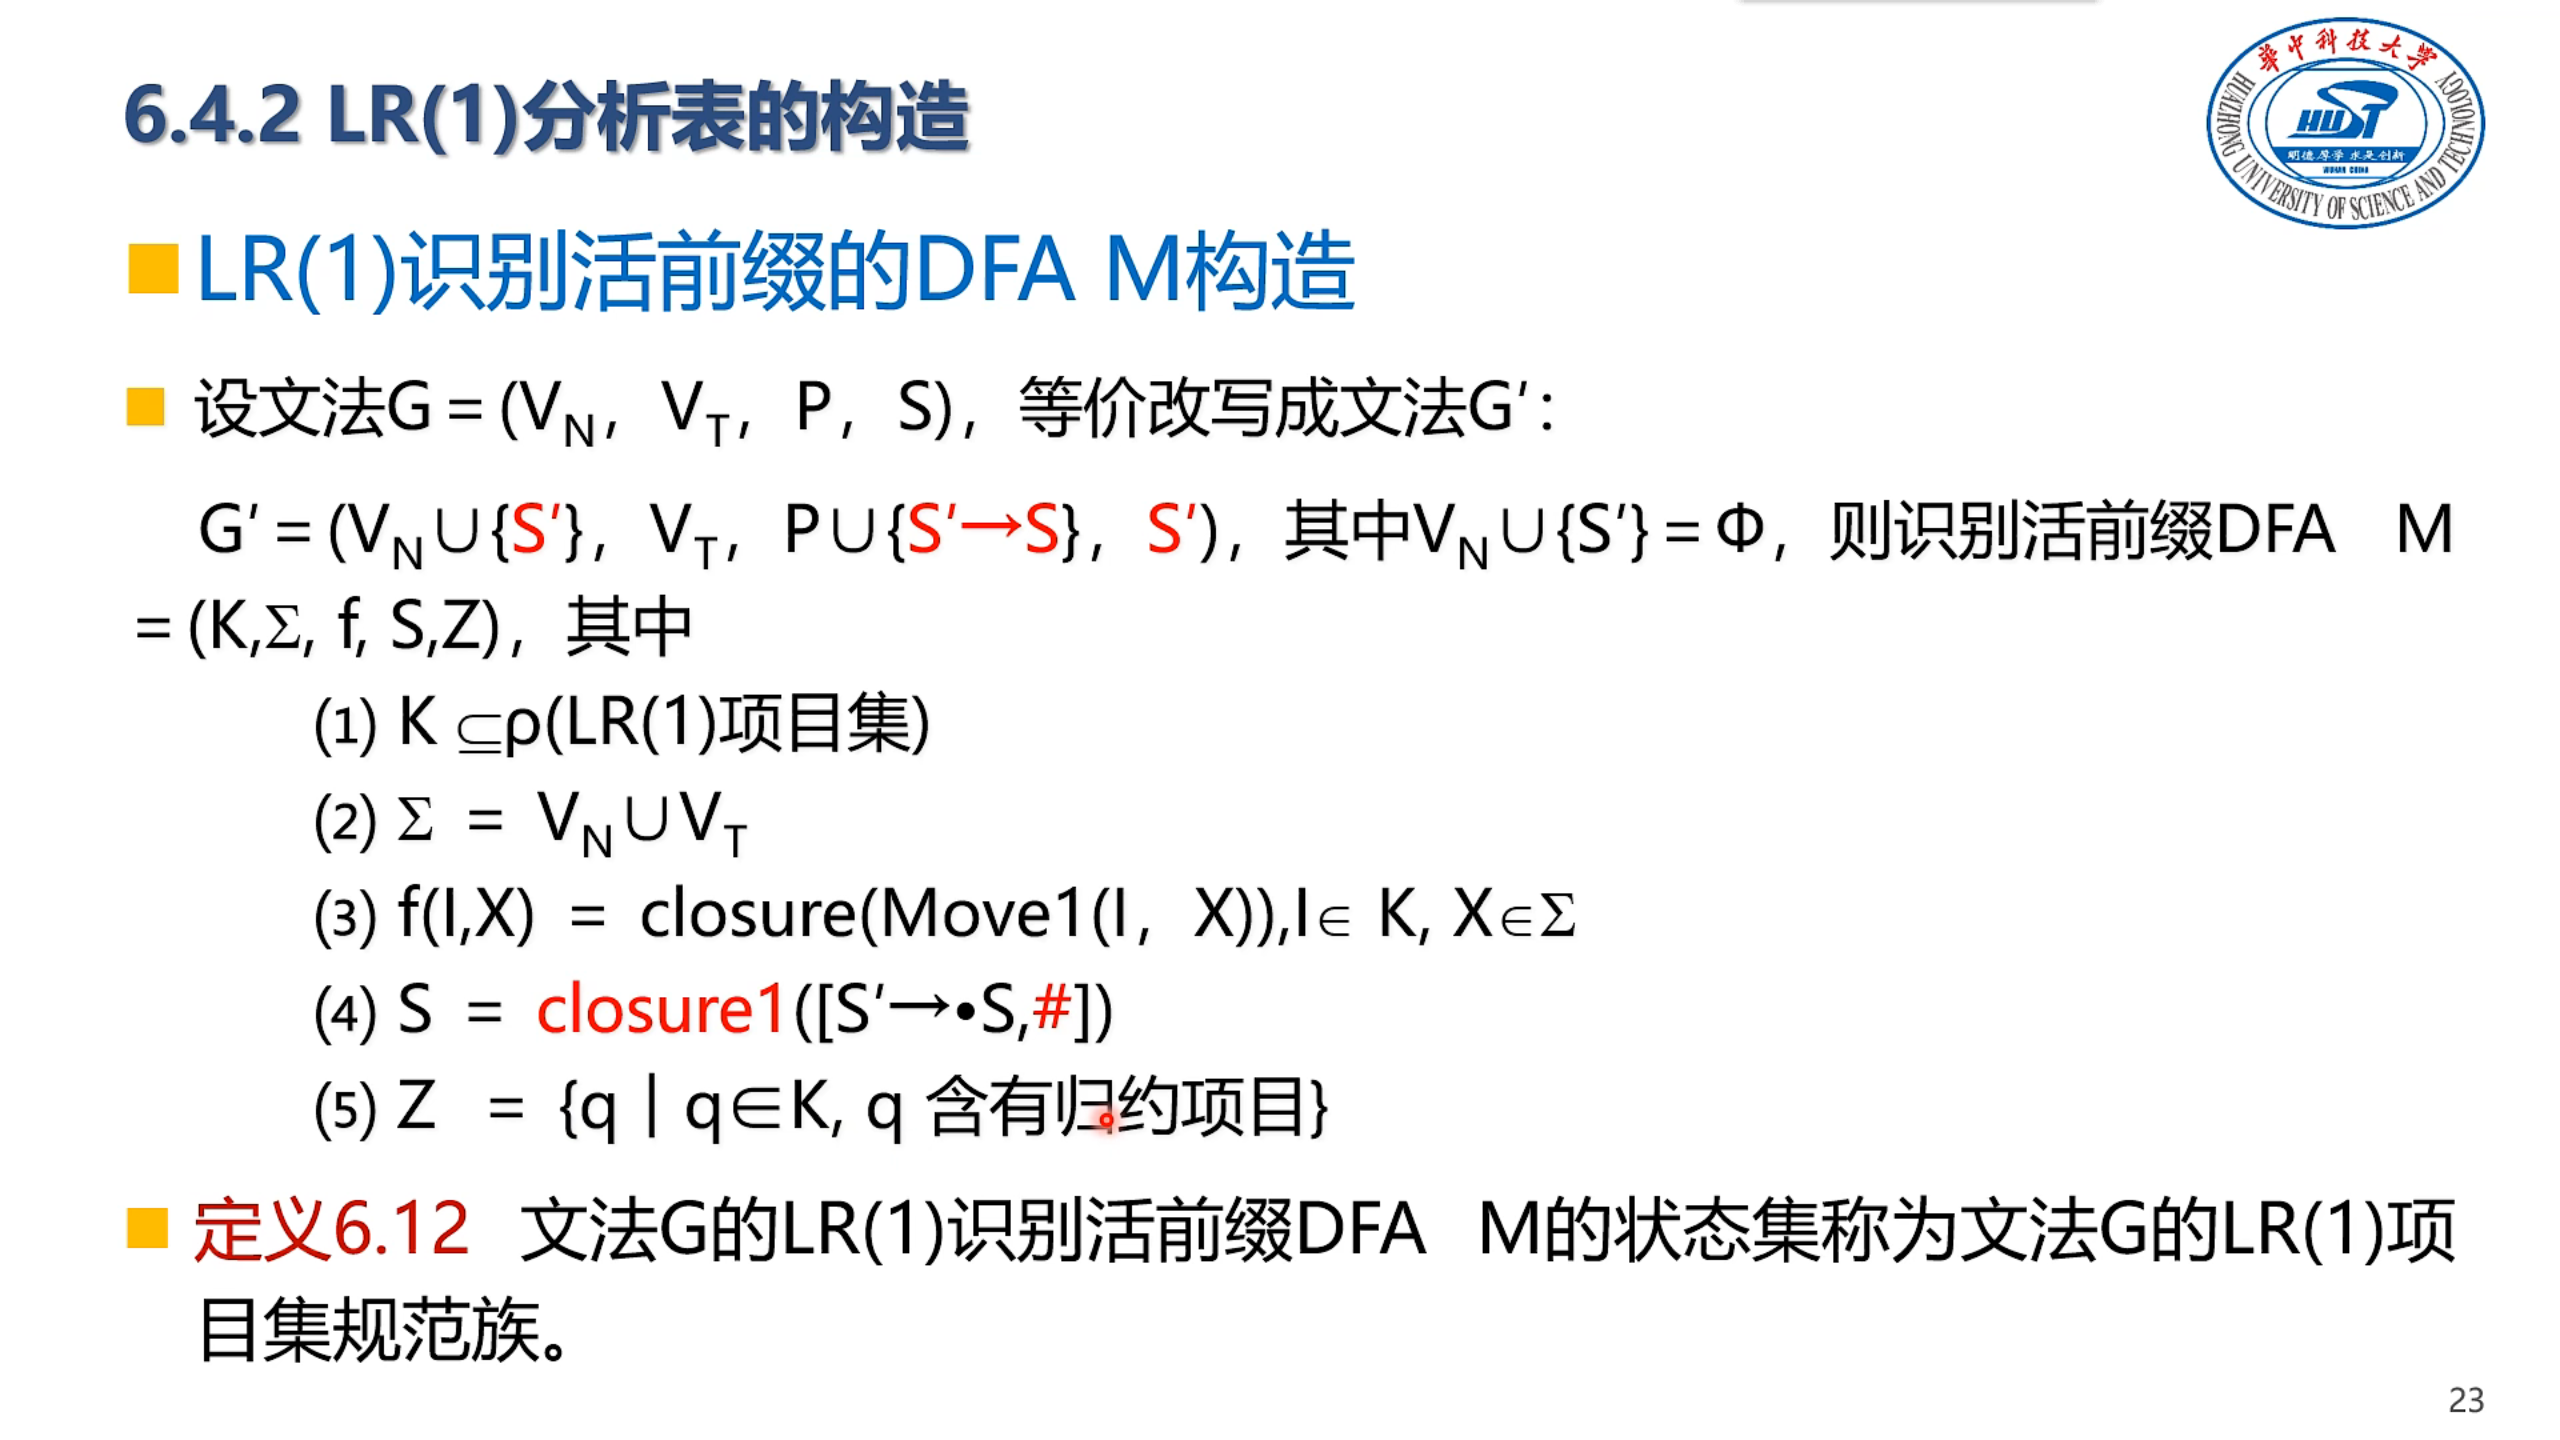 6.4.2 LR(1)分析表的构造
華中科技大学
HUAZHONG UNIVERSITY OF SCIENCE AND TECHNOLOGY
HUST
明德厚学 求是创新
WUHAN CHINA
LR(1)识别活前缀的DFA M构造
设文法G＝(V_N，V_T，P，S)，等价改写成文法G′：
G′＝(V_N∪{S′}，V_T，P∪{S′→S}，S′)，其中V_N∪{S′}＝Φ，则识别活前缀DFA M
＝(K,Σ, f, S,Z)，其中
(1) K ⊆ρ(LR(1)项目集)
(2) Σ ＝ V_N∪V_T
(3) f(I,X) ＝ closure(Move1(I，X)),I∈ K, X∈Σ
(4) S ＝ closure1([S′→•S,#])
(5) Z ＝ {q｜q∈K, q 含有归约项目}
定义6.12 文法G的LR(1)识别活前缀DFA M的状态集称为文法G的LR(1)项
目集规范族。
23